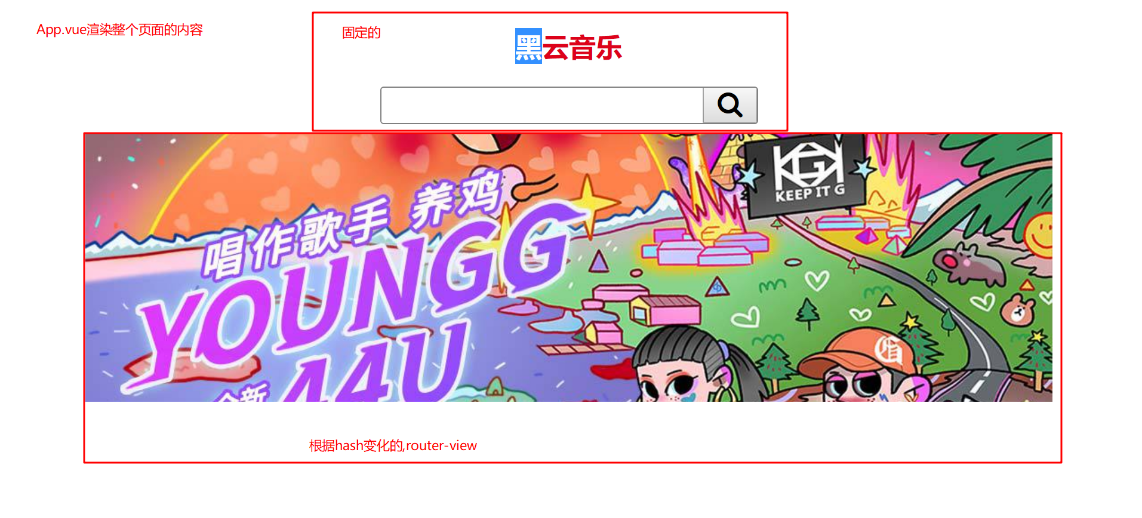 App.vue渲染整个页面的内容
固定的
黑云音乐
KEEP IT G
唱作歌手 养鸡
YOUNGG
44U
全新
根据hash变化的,router-view